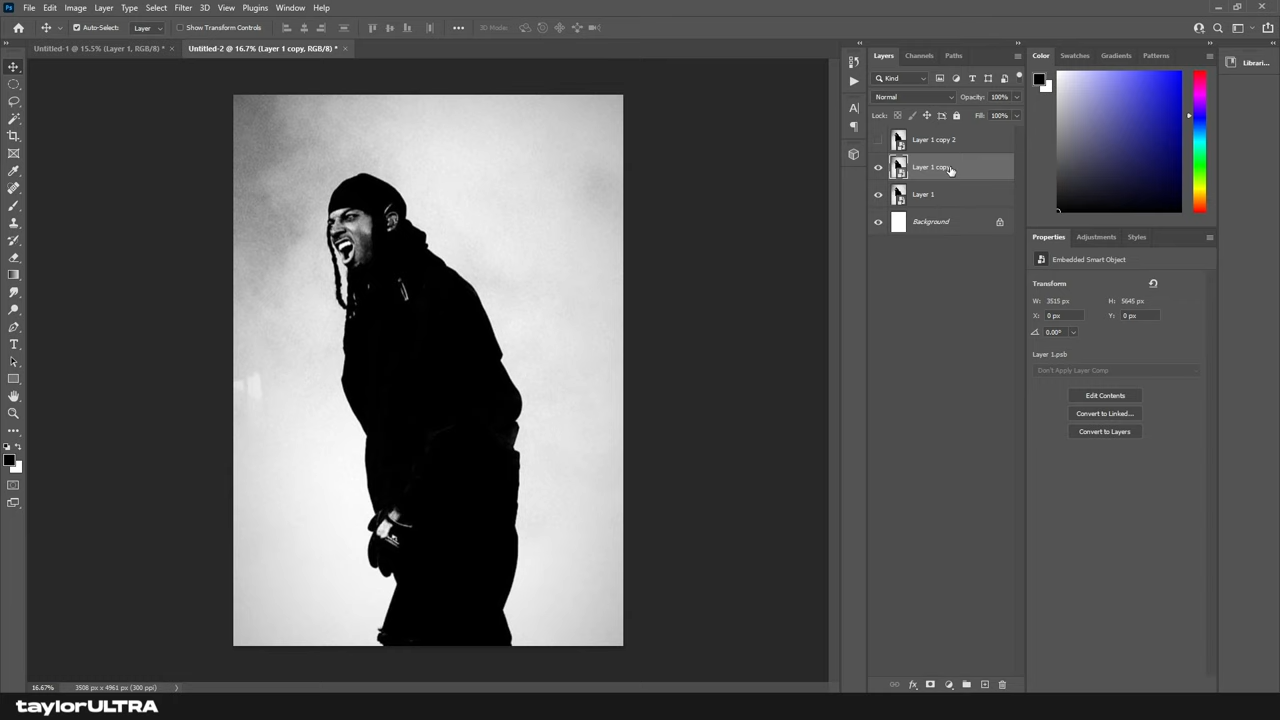 Ps File Edit Image Layer Type Select Filter 3D View Plugins Window Help
Auto-Select: Layer Show Transform Controls 3D Mode:
Untitled-1 @ 15.5% (Layer 1, RGB/8) * × Untitled-2 @ 16.7% (Layer 1 copy, RGB/8) * ×
Layers Channels Paths
Kind
Normal Opacity: 100%
Lock: Fill: 100%
Layer 1 copy 2
Layer 1 copy
Layer 1
Background
Color Swatches Gradients Patterns
Librari...
Properties Adjustments Styles
Embedded Smart Object
Transform
W: 3515 px H: 5645 px
X: 0 px Y: 0 px
0.00°
Layer 1.psb
Don't Apply Layer Comp
Edit Contents
Convert to Linked...
Convert to Layers
16.67% 3508 px x 4961 px (300 ppi)
taylorULTRA